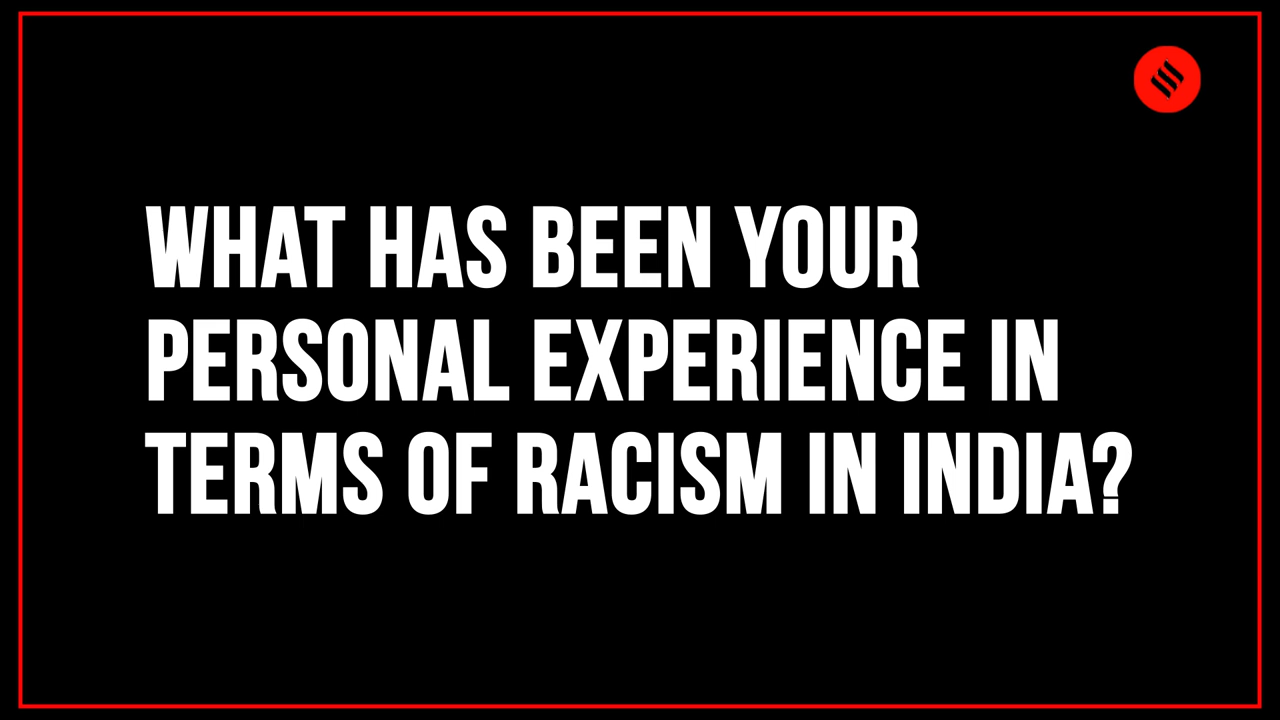 WHAT HAS BEEN YOUR
PERSONAL EXPERIENCE IN
TERMS OF RACISM IN INDIA?